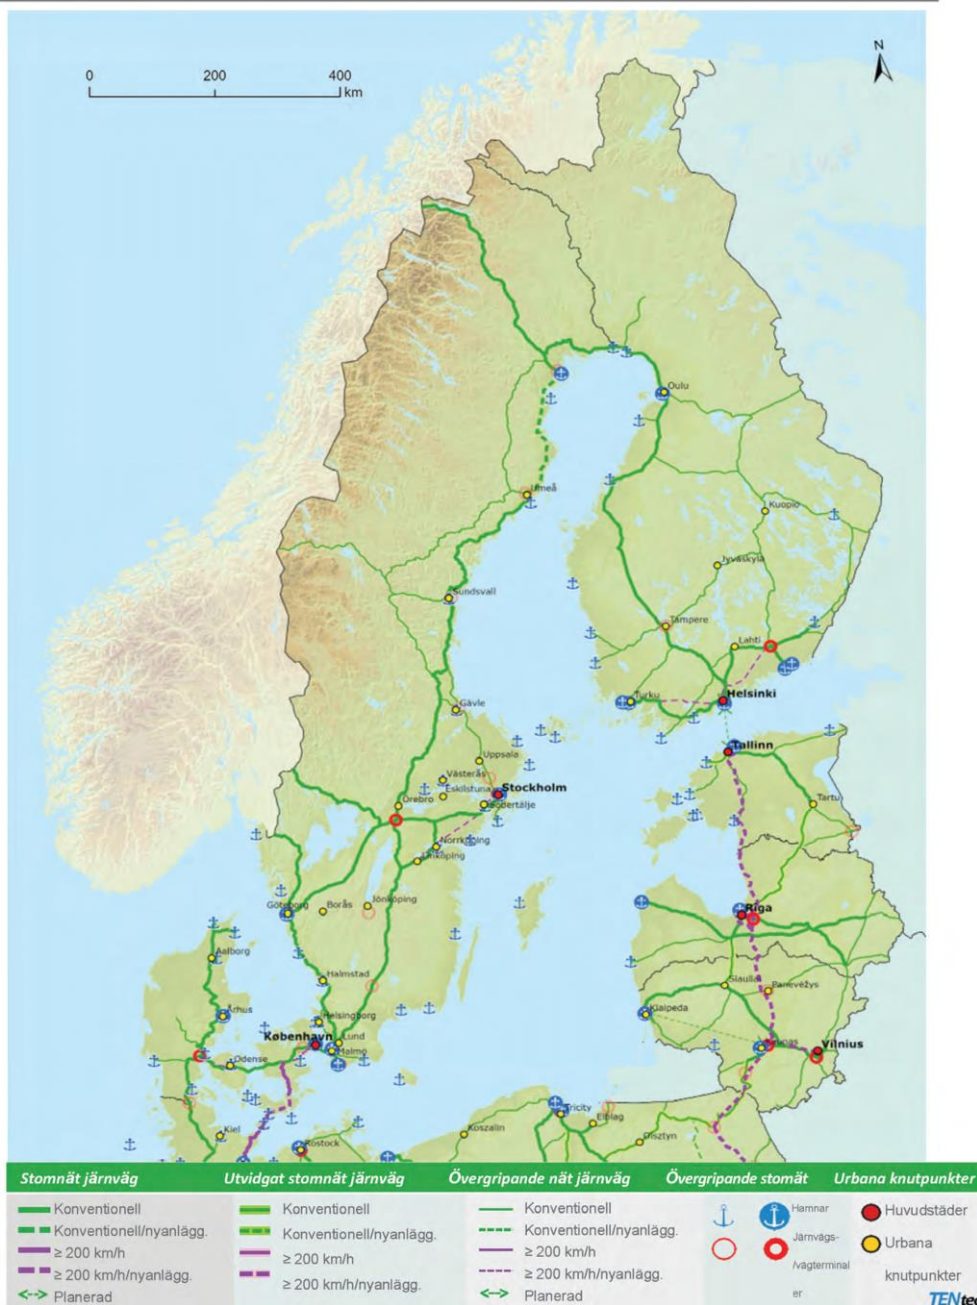 N
0 200 400
km
Oulu
Umeå
Kuopio
Jyväskylä
Sundsvall
Tampere
Lahti
Turku
Helsinki
Gävle
Uppsala
Tallinn
Västerås
Eskilstuna
Stockholm
Örebro
Södertälje
Tartu
Norrköping
Linköping
Göteborg
Borås
Jönköping
Riga
Aalborg
Halmstad
Siauliai
Panevėžys
Århus
Helsingborg
Klaipeda
København
Lund
Malmö
Odense
Vilnius
Kiel
Tricity
Elbląg
Koszalin
Olsztyn
Rostock
Stomnät järnväg Utvidgat stomnät järnväg Övergripande nät järnväg Övergripande stomät Urbana knutpunkter
Konventionell Konventionell Konventionell Hamnar Huvudstäder
Konventionell/nyanlägg. Konventionell/nyanlägg. Konventionell/nyanlägg. Järnvägs- Urbana
≥ 200 km/h ≥ 200 km/h ≥ 200 km/h /vägterminal knutpunkter
≥ 200 km/h/nyanlägg. ≥ 200 km/h/nyanlägg. ≥ 200 km/h/nyanlägg. er
Planerad Planerad
TENtec